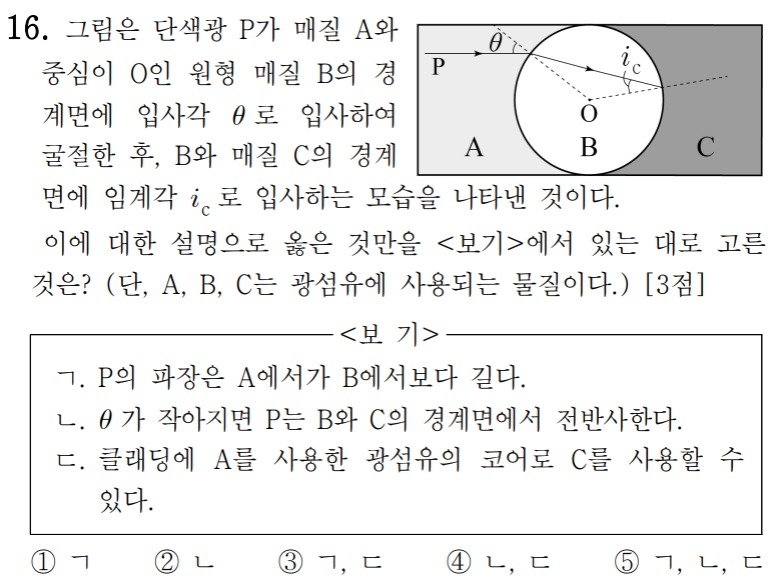 16. 그림은 단색광 P가 매질 A와
중심이 O인 원형 매질 B의 경
계면에 입사각 θ로 입사하여
굴절한 후, B와 매질 C의 경계
면에 임계각 i_c로 입사하는 모습을 나타낸 것이다.
θ
P
i_c
O
A
B
C
이에 대한 설명으로 옳은 것만을 <보기>에서 있는 대로 고른
것은? (단, A, B, C는 광섬유에 사용되는 물질이다.) [3점]
<보 기>
ㄱ. P의 파장은 A에서가 B에서보다 길다.
ㄴ. θ가 작아지면 P는 B와 C의 경계면에서 전반사한다.
ㄷ. 클래딩에 A를 사용한 광섬유의 코어로 C를 사용할 수
있다.
① ㄱ ② ㄴ ③ ㄱ, ㄷ ④ ㄴ, ㄷ ⑤ ㄱ, ㄴ, ㄷ